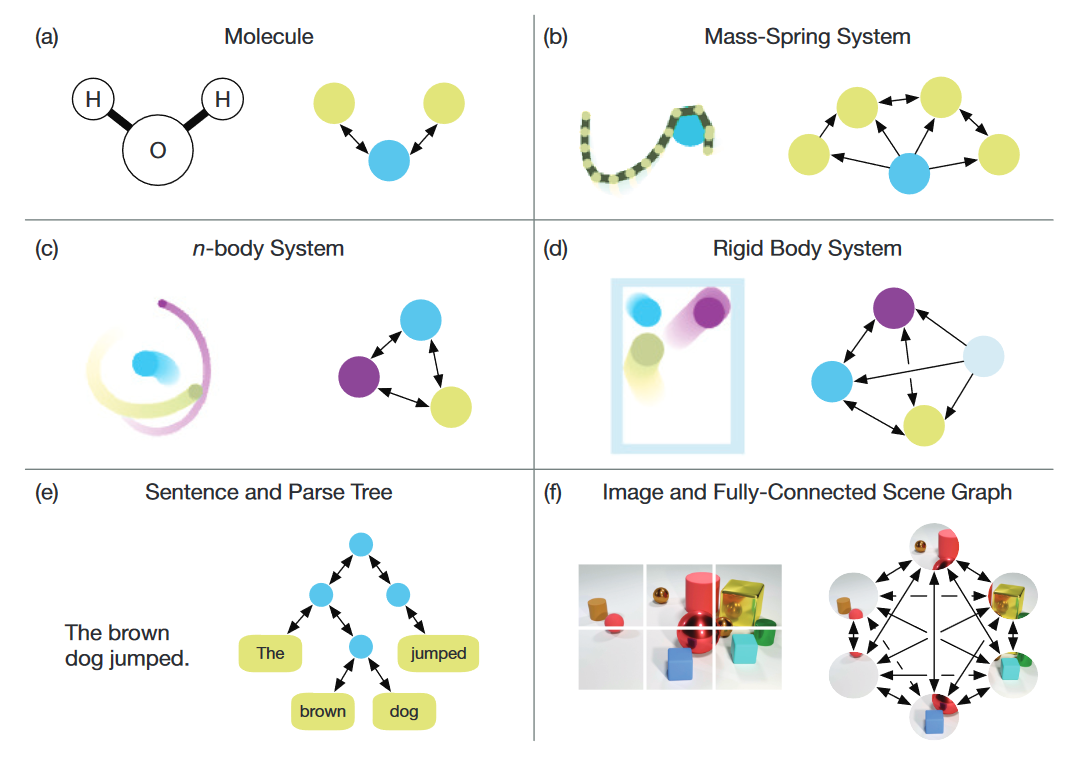 (a)
Molecule
H
H
O
(b)
Mass-Spring System
(c)
n-body System
(d)
Rigid Body System
(e)
Sentence and Parse Tree
The brown
dog jumped.
The
jumped
brown
dog
(f)
Image and Fully-Connected Scene Graph